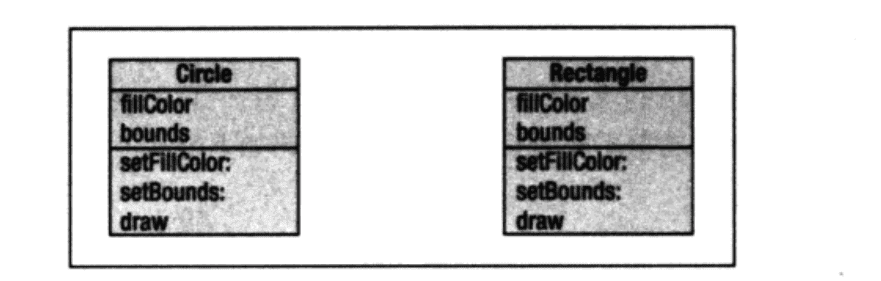 Circle
fillColor
bounds
setFillColor:
setBounds:
draw
Rectangle
fillColor
bounds
setFillColor:
setBounds:
draw